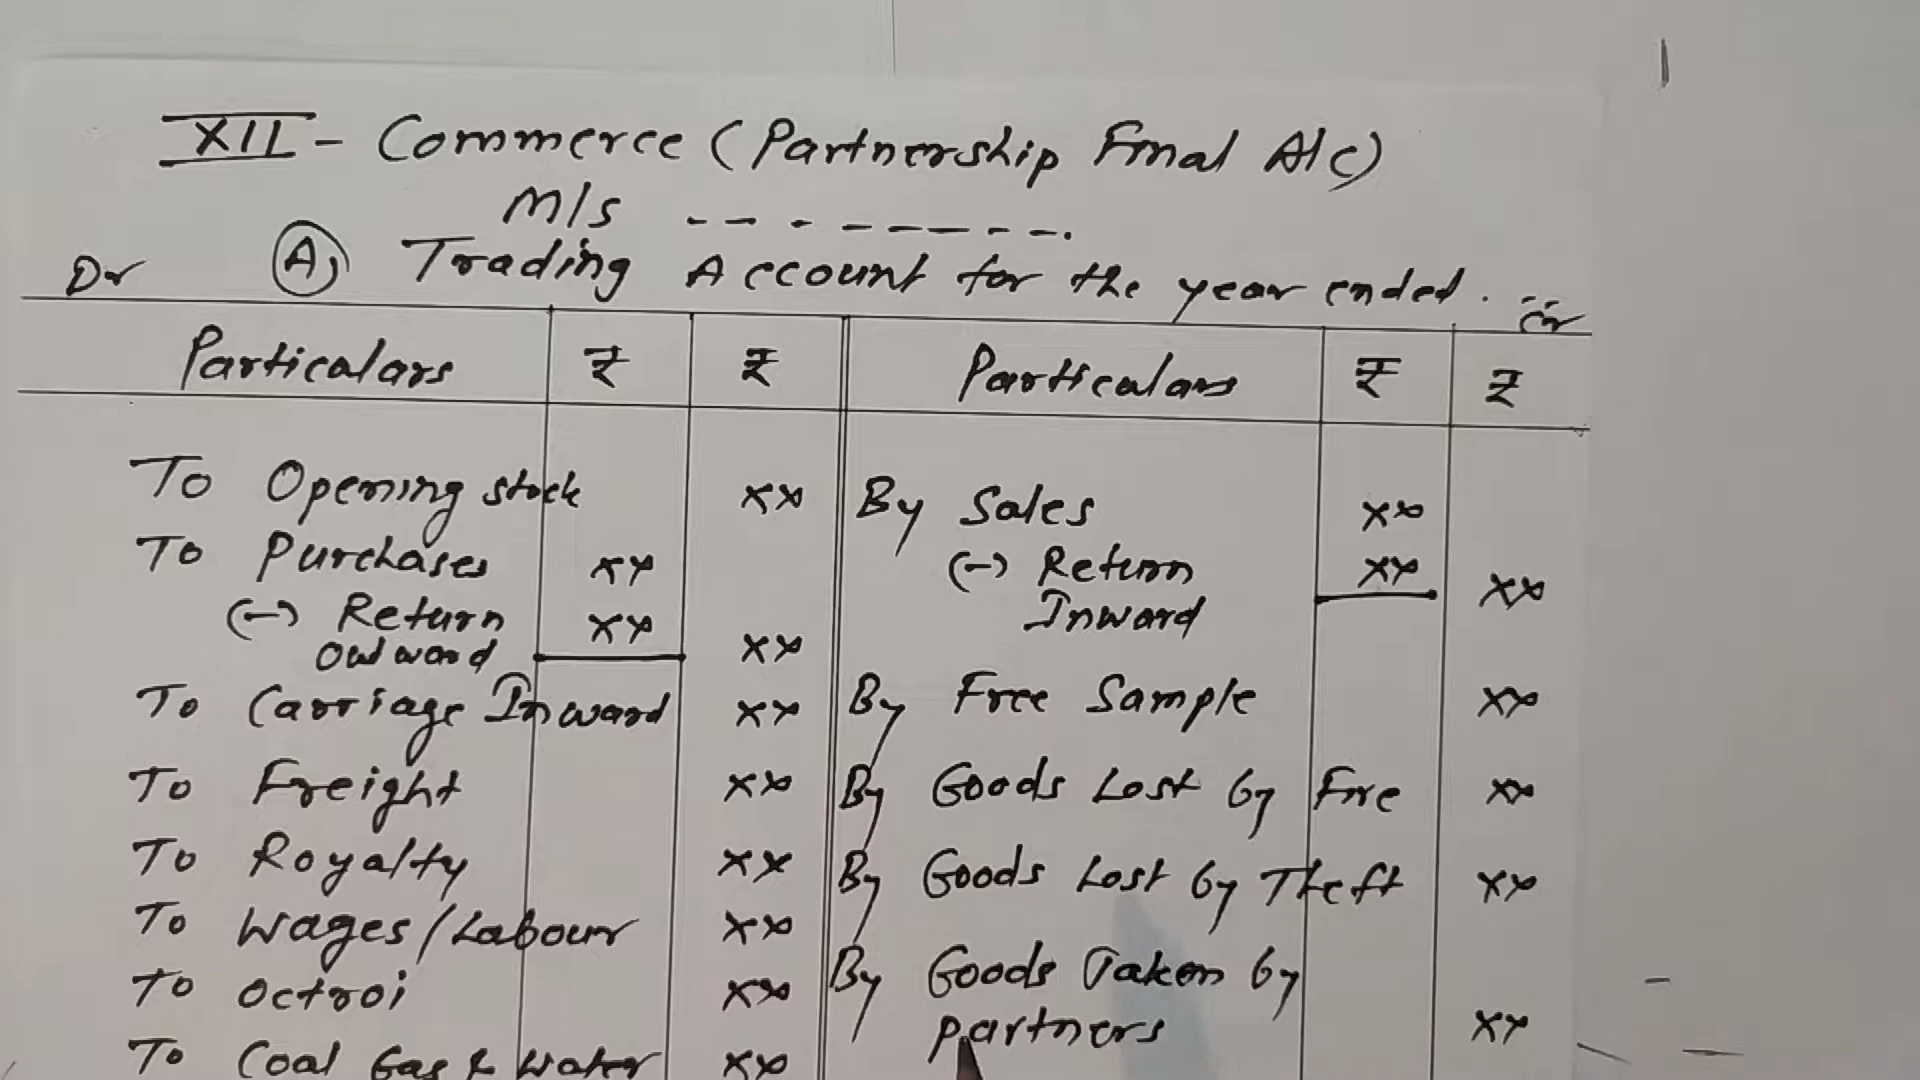 XII - Commerce (Partnership Final A/c)
M/s -----------.
Dr (A) Trading Account for the year ended. .... Cr
Particulars ₹ ₹ Particulars ₹ ₹
To Opening stock xx By Sales xx
To Purchases xx (-) Return Inward xx xx
(-) Return Outward xx xx
To Carriage Inward xx By Free Sample xx
To Freight xx By Goods Lost by Fire xx
To Royalty xx By Goods Lost by Theft xx
To Wages/Labour xx By Goods Taken by
To Octroi xx partners xx
To Coal Gas & Water xx